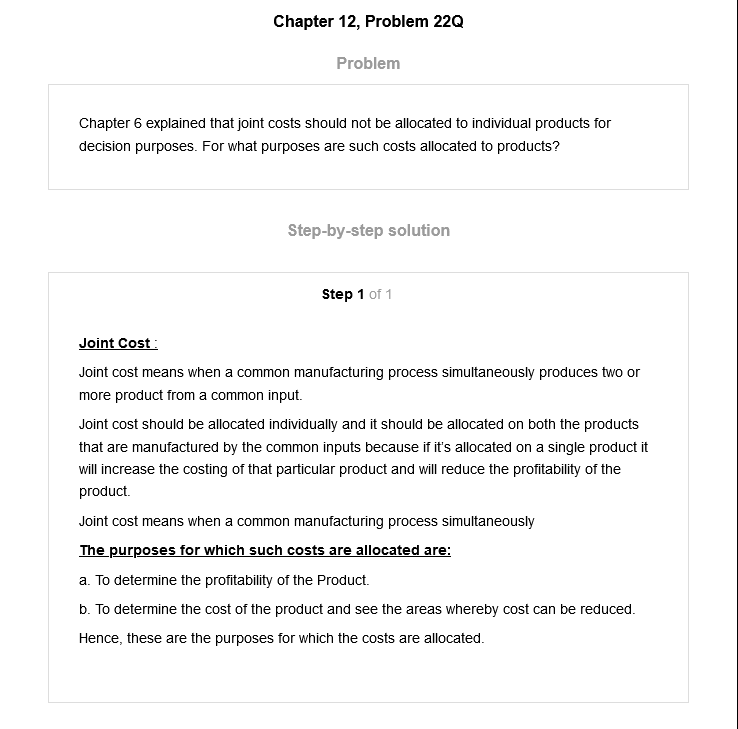 Chapter 12, Problem 22Q
Problem
Chapter 6 explained that joint costs should not be allocated to individual products for
decision purposes. For what purposes are such costs allocated to products?
Step-by-step solution
Step 1 of 1
Joint Cost :
Joint cost means when a common manufacturing process simultaneously produces two or
more product from a common input.
Joint cost should be allocated individually and it should be allocated on both the products
that are manufactured by the common inputs because if it's allocated on a single product it
will increase the costing of that particular product and will reduce the profitability of the
product.
Joint cost means when a common manufacturing process simultaneously
The purposes for which such costs are allocated are:
a. To determine the profitability of the Product.
b. To determine the cost of the product and see the areas whereby cost can be reduced.
Hence, these are the purposes for which the costs are allocated.